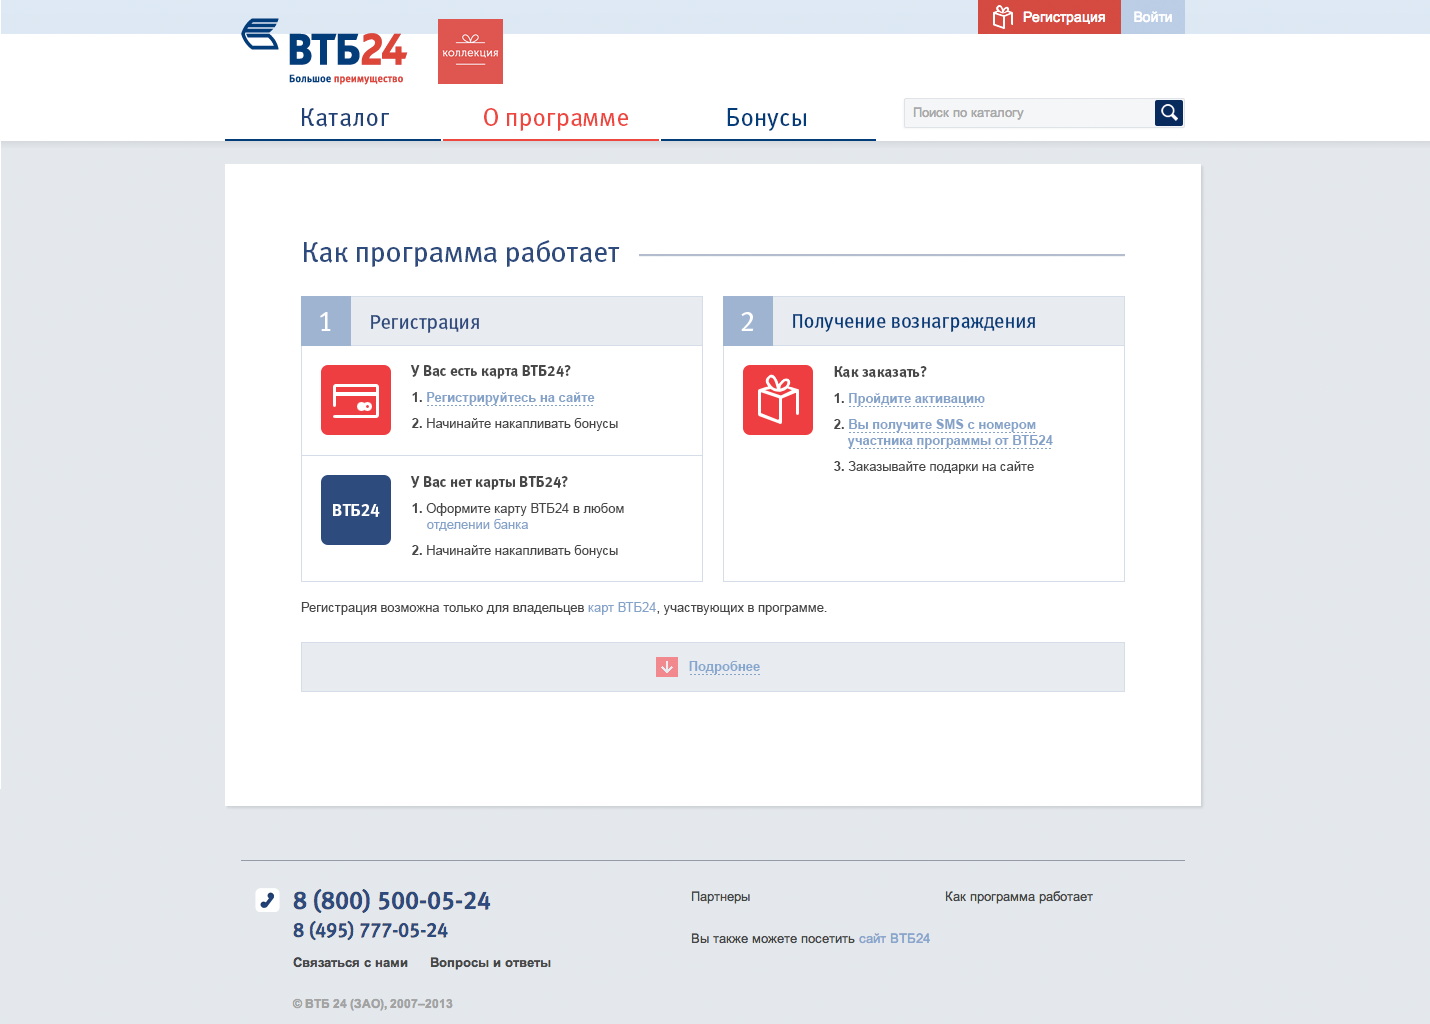 Регистрация
Войти
ВТБ24
Большое преимущество
коллекция
Каталог
О программе
Бонусы
Поиск по каталогу
Как программа работает
1
Регистрация
У Вас есть карта ВТБ24?
1. Регистрируйтесь на сайте
2. Начинайте накапливать бонусы
ВТБ24
У Вас нет карты ВТБ24?
1. Оформите карту ВТБ24 в любом
отделении банка
2. Начинайте накапливать бонусы
2
Получение вознаграждения
Как заказать?
1. Пройдите активацию
2. Вы получите SMS с номером
участника программы от ВТБ24
3. Заказывайте подарки на сайте
Регистрация возможна только для владельцев карт ВТБ24, участвующих в программе.
Подробнее
8 (800) 500-05-24
8 (495) 777-05-24
Связаться с нами
Вопросы и ответы
© ВТБ 24 (ЗАО), 2007–2013
Партнеры
Как программа работает
Вы также можете посетить сайт ВТБ24